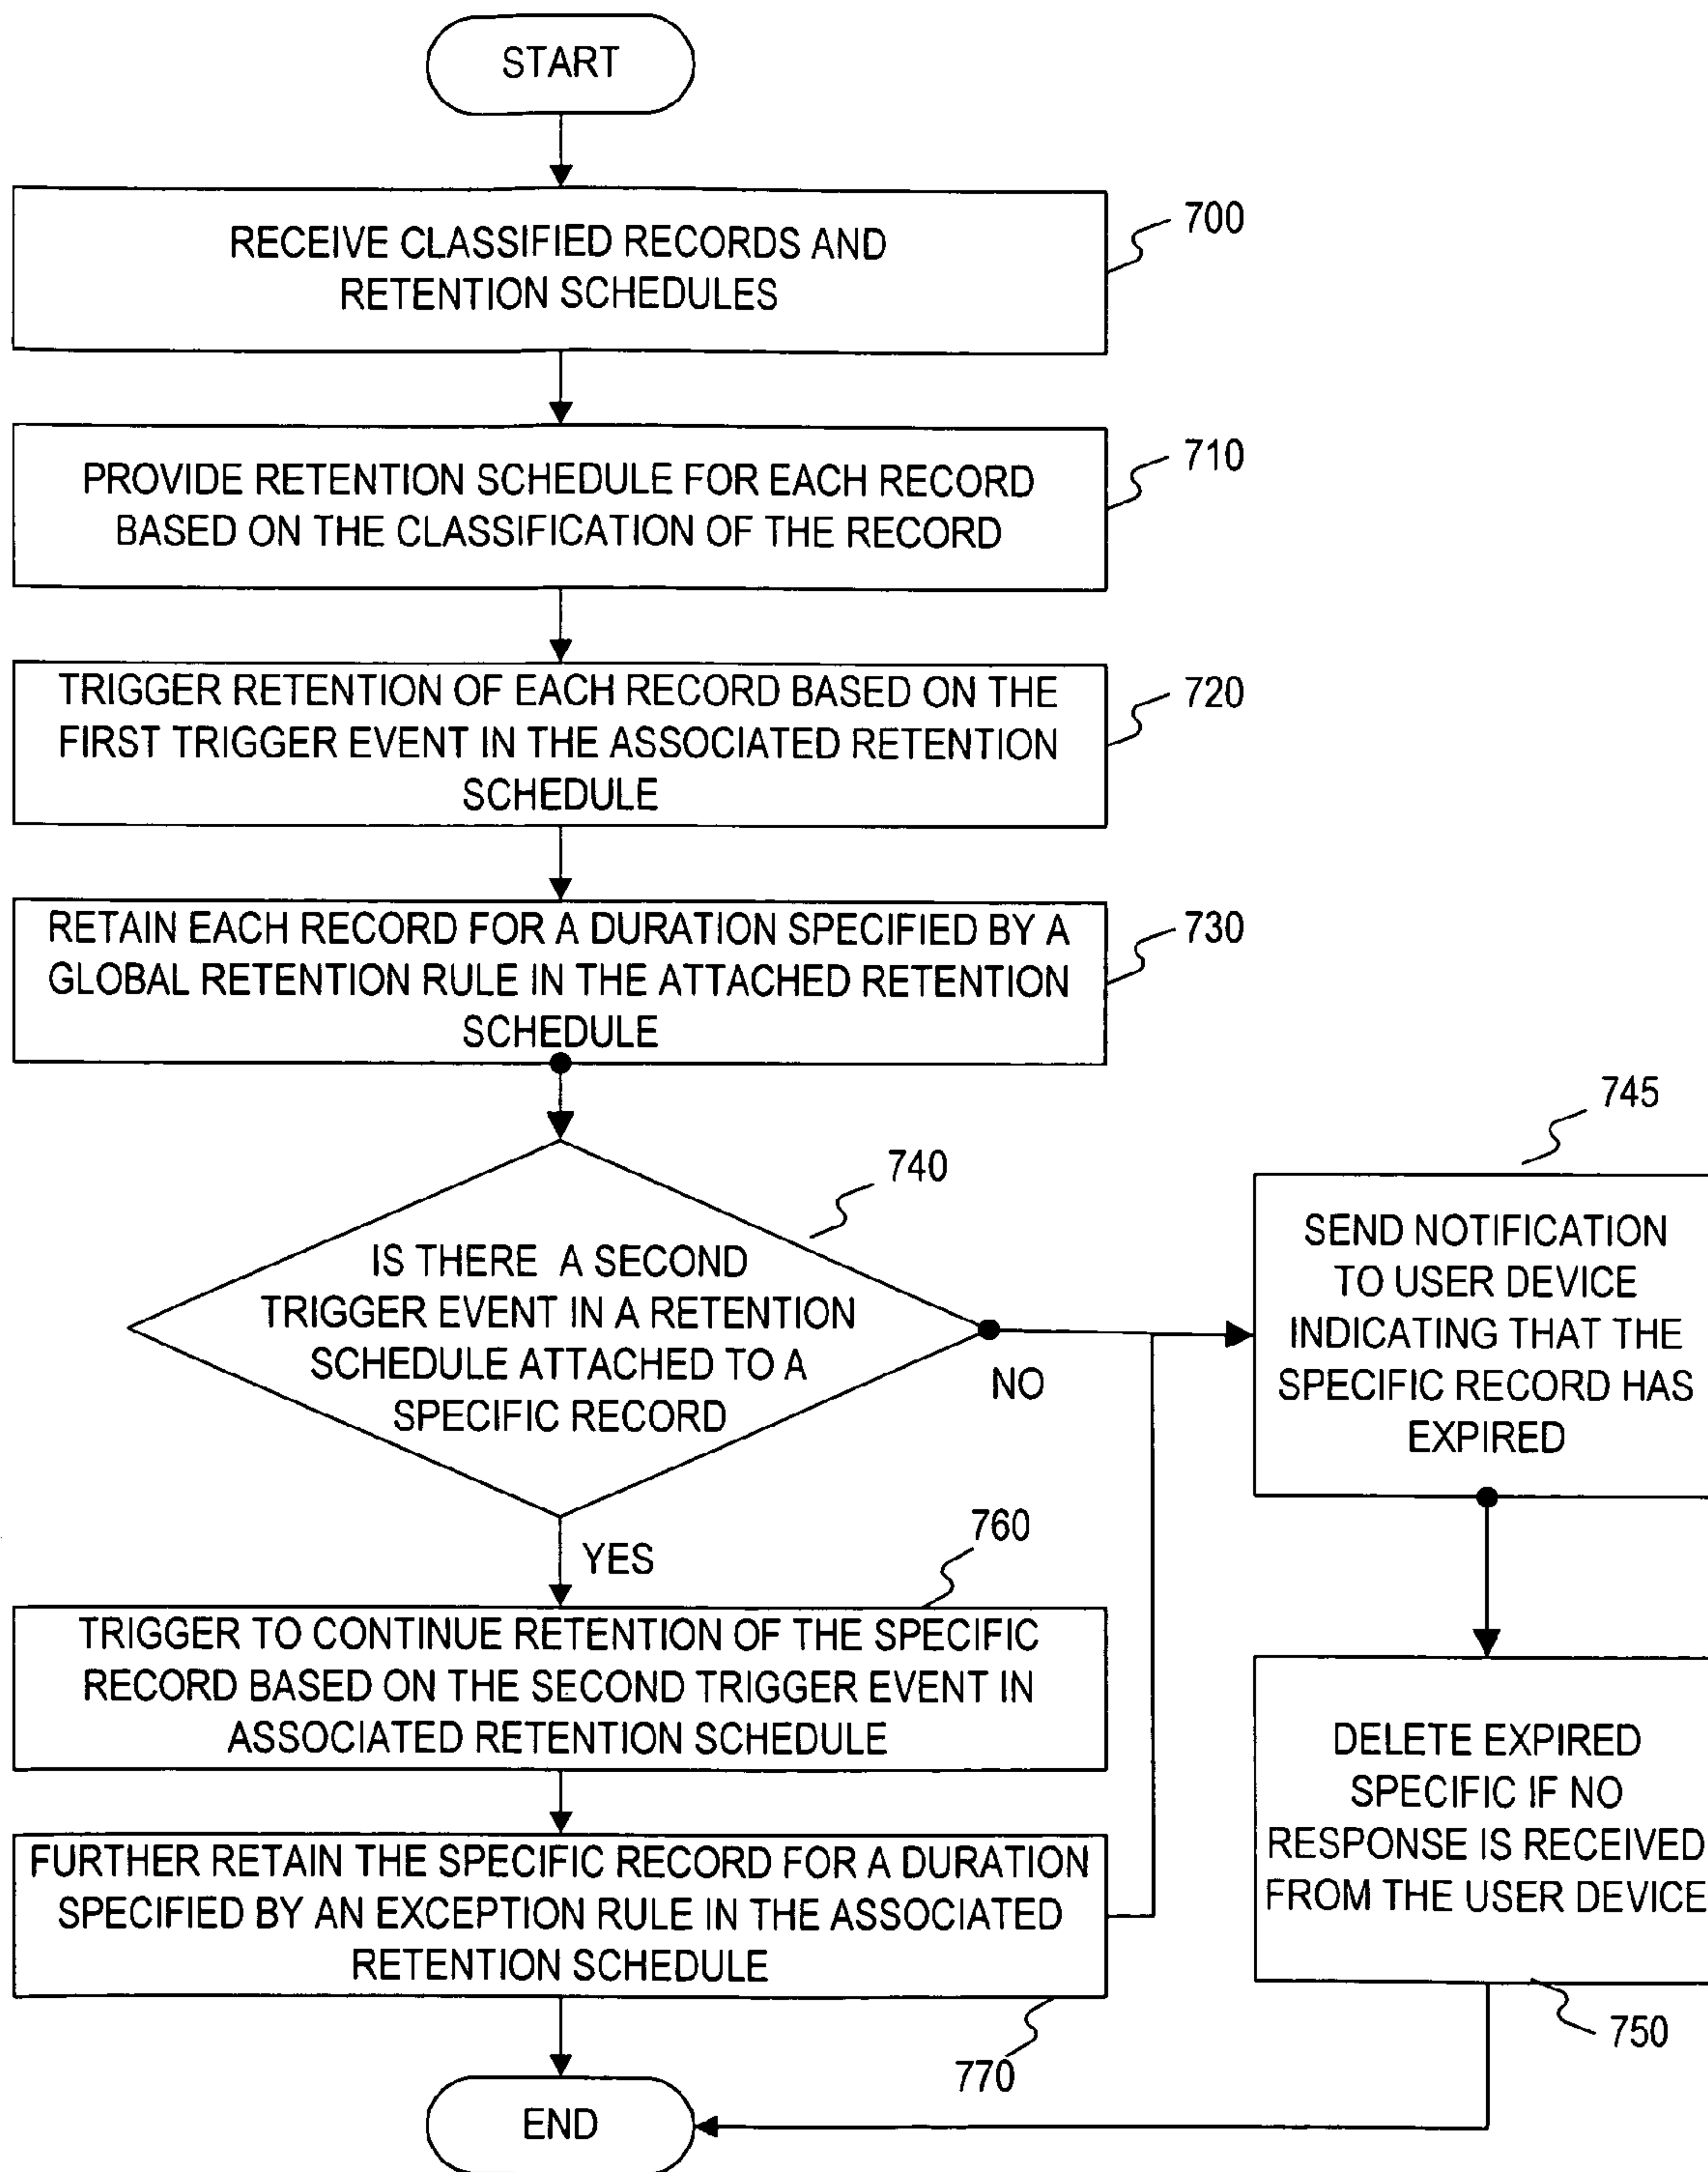 START
RECEIVE CLASSIFIED RECORDS AND
RETENTION SCHEDULES
700
PROVIDE RETENTION SCHEDULE FOR EACH RECORD
BASED ON THE CLASSIFICATION OF THE RECORD
710
TRIGGER RETENTION OF EACH RECORD BASED ON THE
FIRST TRIGGER EVENT IN THE ASSOCIATED RETENTION
SCHEDULE
720
RETAIN EACH RECORD FOR A DURATION SPECIFIED BY A
GLOBAL RETENTION RULE IN THE ATTACHED RETENTION
SCHEDULE
730
IS THERE A SECOND
TRIGGER EVENT IN A RETENTION
SCHEDULE ATTACHED TO A
SPECIFIC RECORD
740
NO
YES
745
SEND NOTIFICATION
TO USER DEVICE
INDICATING THAT THE
SPECIFIC RECORD HAS
EXPIRED
760
TRIGGER TO CONTINUE RETENTION OF THE SPECIFIC
RECORD BASED ON THE SECOND TRIGGER EVENT IN
ASSOCIATED RETENTION SCHEDULE
DELETE EXPIRED
SPECIFIC IF NO
RESPONSE IS RECEIVED
FROM THE USER DEVICE
750
FURTHER RETAIN THE SPECIFIC RECORD FOR A DURATION
SPECIFIED BY AN EXCEPTION RULE IN THE ASSOCIATED
RETENTION SCHEDULE
770
END